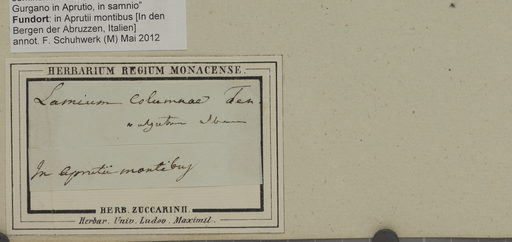 Gurgano in Aprutio, in samnio"
Fundort: in Aprutii montibus [In den
Bergen der Abruzzen, Italien]
annot. F. Schuhwerk (M) Mai 2012
HERBARIUM REGIUM MONACENSE.
Lamium columnae Ten.
In Aprutii montibus
HERB. ZUCCARINII.
Herbar. Univ. Ludov. Maximil.